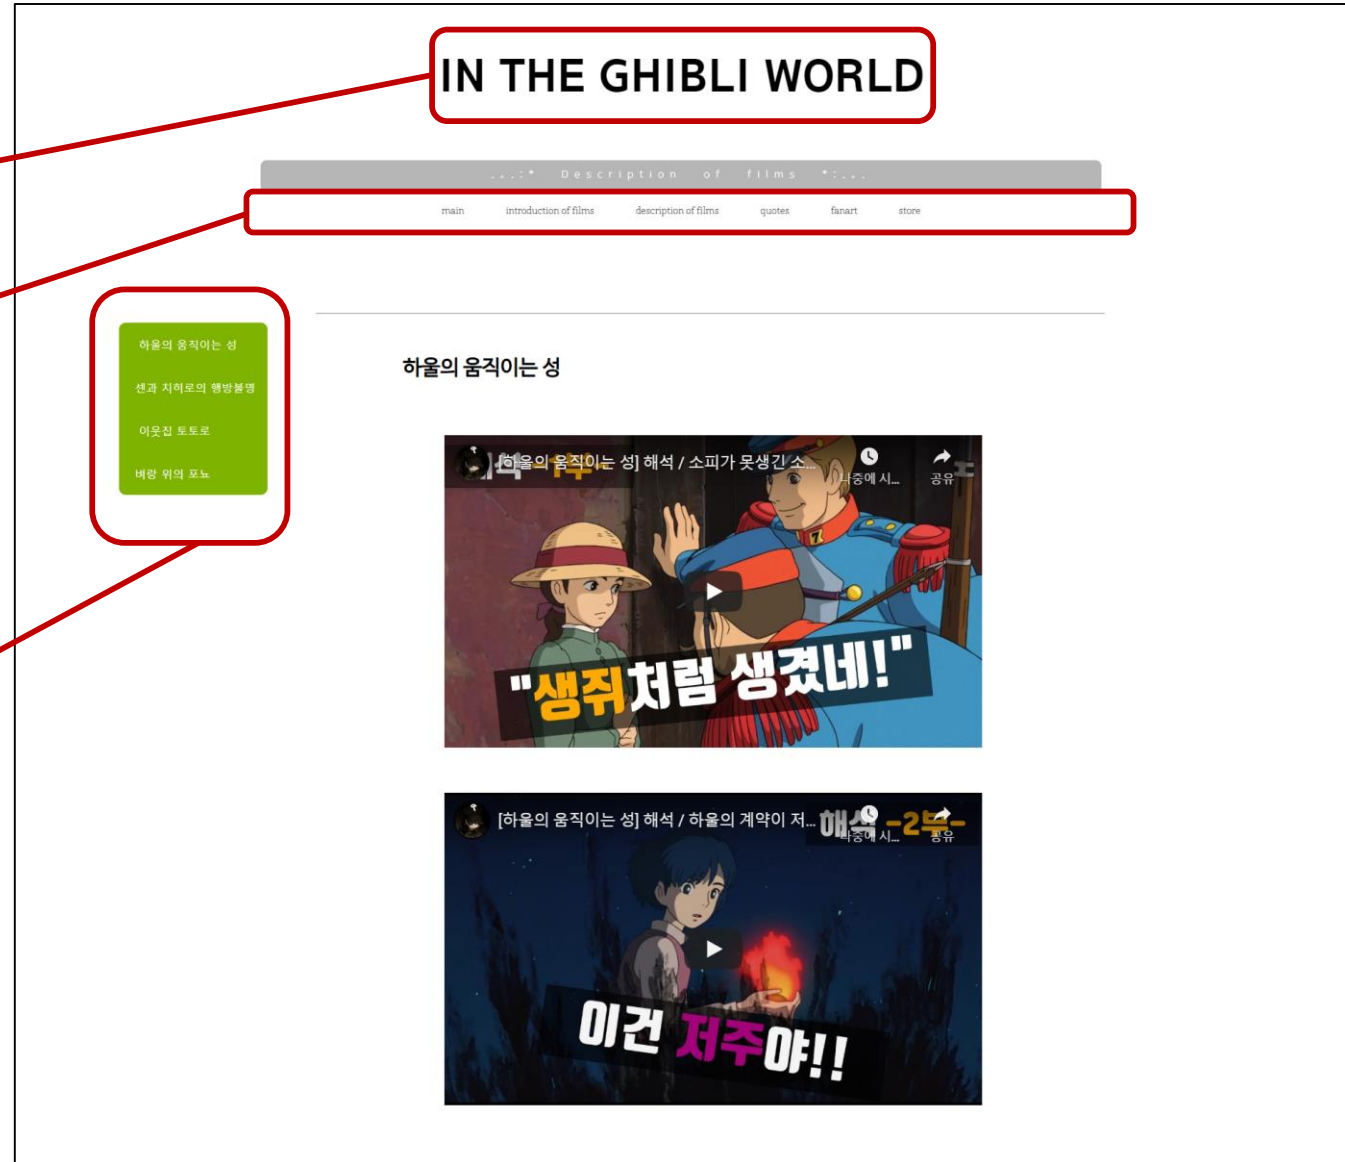 IN THE GHIBLI WORLD
. . . : * Description of films * : . . .
main introduction of films description of films quotes fanart store
하울의 움직이는 성
센과 치히로의 행방불명
이웃집 토토로
벼랑 위의 포뇨
하울의 움직이는 성
[하울의 움직이는 성] 해석 / 소피가 못생긴 소...
나중에 시...
공유
7
"생쥐처럼 생겼네!"
[하울의 움직이는 성] 해석 / 하울의 계약이 저...
해석 -2부-
나중에 시...
공유
이건 저주야!!